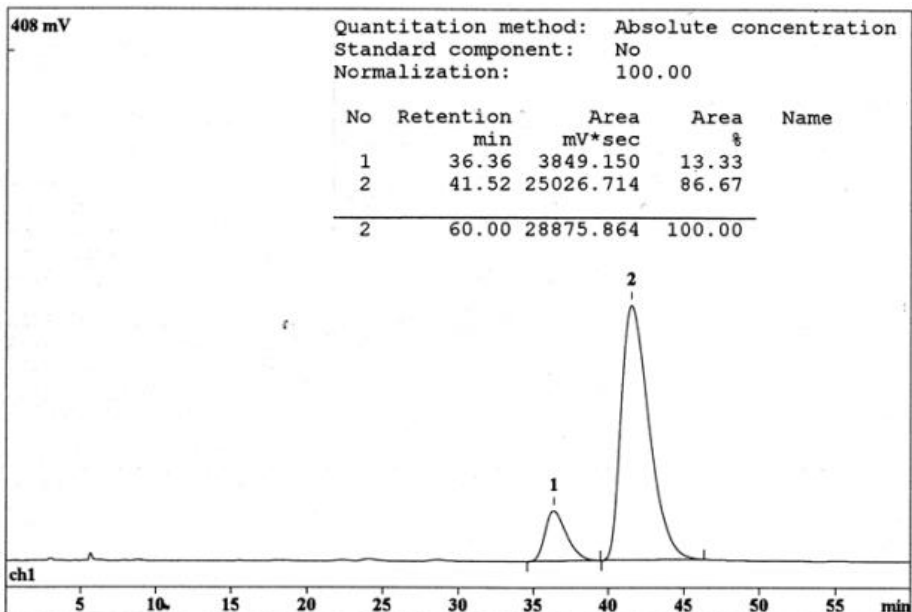 408 mV
Quantitation method: Absolute concentration
Standard component: No
Normalization: 100.00
No Retention Area Area Name
min mV*sec %
1 36.36 3849.150 13.33
2 41.52 25026.714 86.67
2 60.00 28875.864 100.00
2
1
ch1
5 10 15 20 25 30 35 40 45 50 55 min